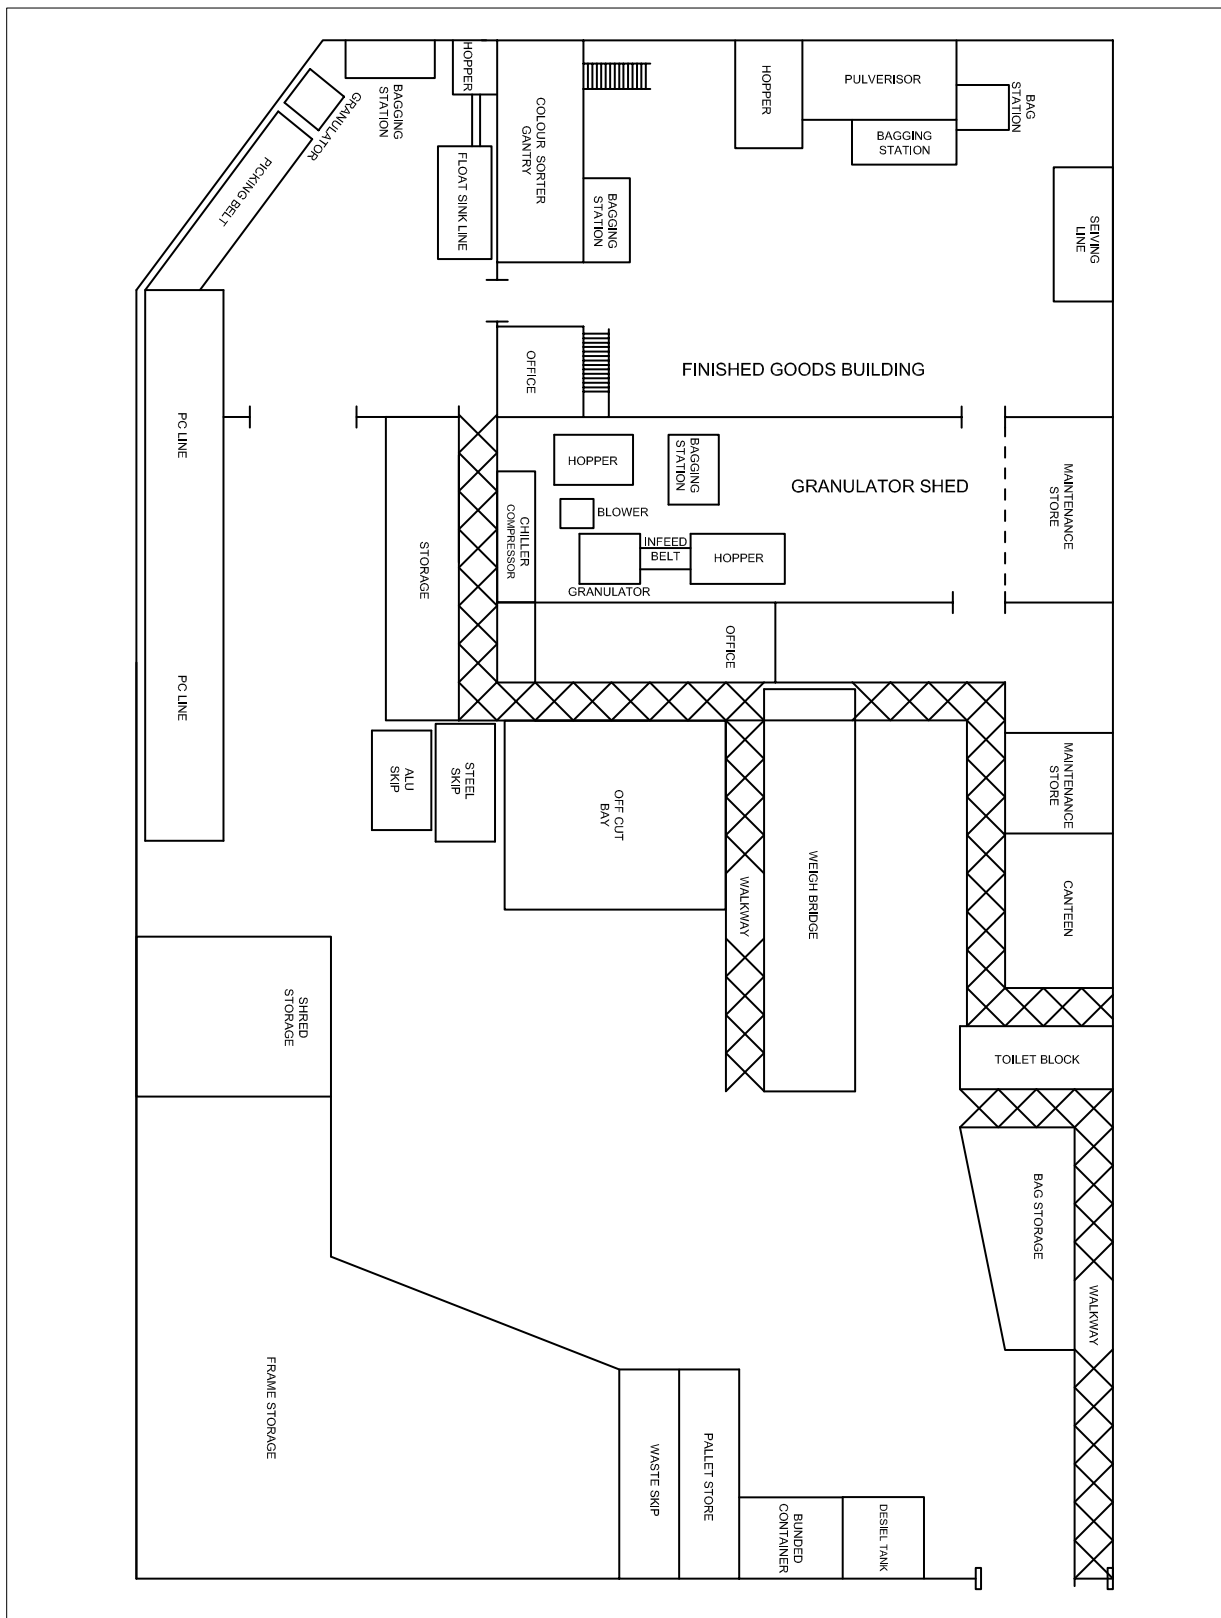 HOPPER
BAGGING
STATION
GRANULATOR
PICKING BELT
FLOAT SINK LINE
COLOUR SORTER
GANTRY
BAGGING
STATION
HOPPER
PULVERISOR
BAGGING
STATION
BAG
STATION
SEIVING
LINE
OFFICE
FINISHED GOODS BUILDING
PC LINE
PC LINE
STORAGE
HOPPER
BAGGING
STATION
BLOWER
CHILLER
COMPRESSOR
INFEED
BELT
HOPPER
GRANULATOR
GRANULATOR SHED
MAINTENANCE
STORE
OFFICE
ALU
SKIP
STEEL
SKIP
OFF CUT
BAY
WALKWAY
WEIGH BRIDGE
MAINTENANCE
STORE
CANTEEN
SHRED
STORAGE
TOILET BLOCK
BAG STORAGE
WALKWAY
FRAME STORAGE
WASTE SKIP
PALLET STORE
BUNDED
CONTAINER
DESIEL TANK